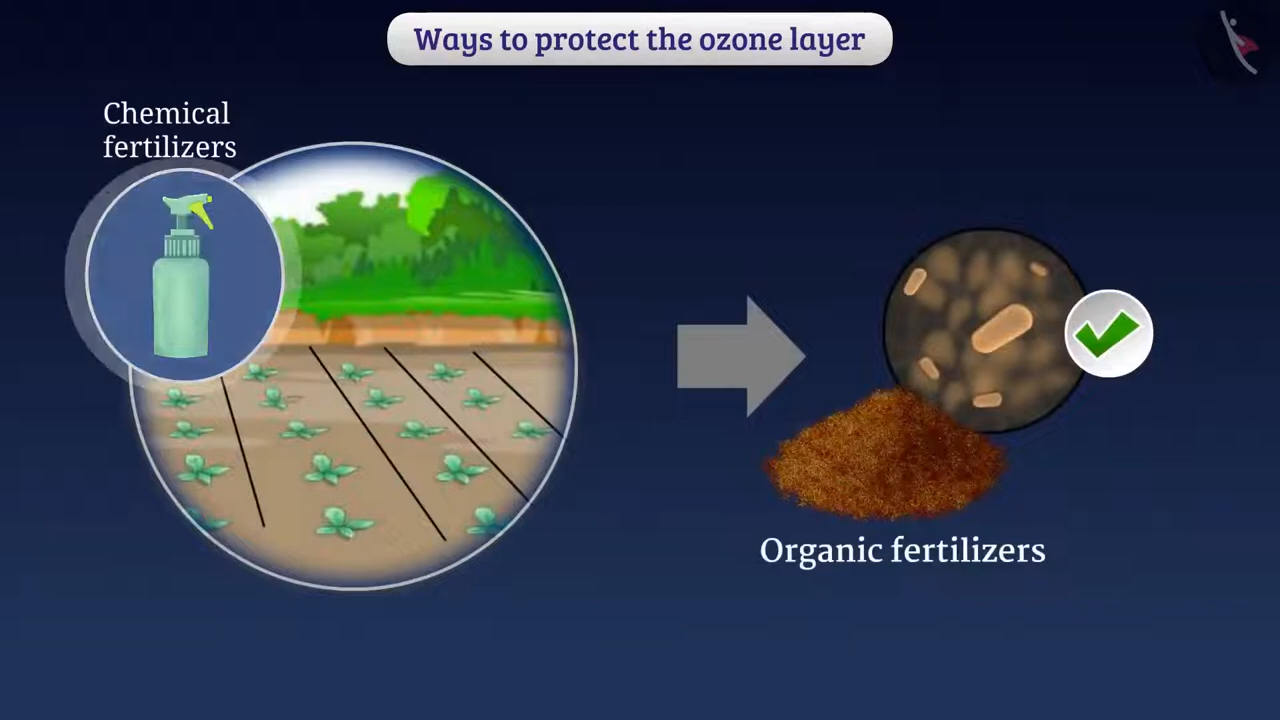 Ways to protect the ozone layer
Chemical
fertilizers
Organic fertilizers